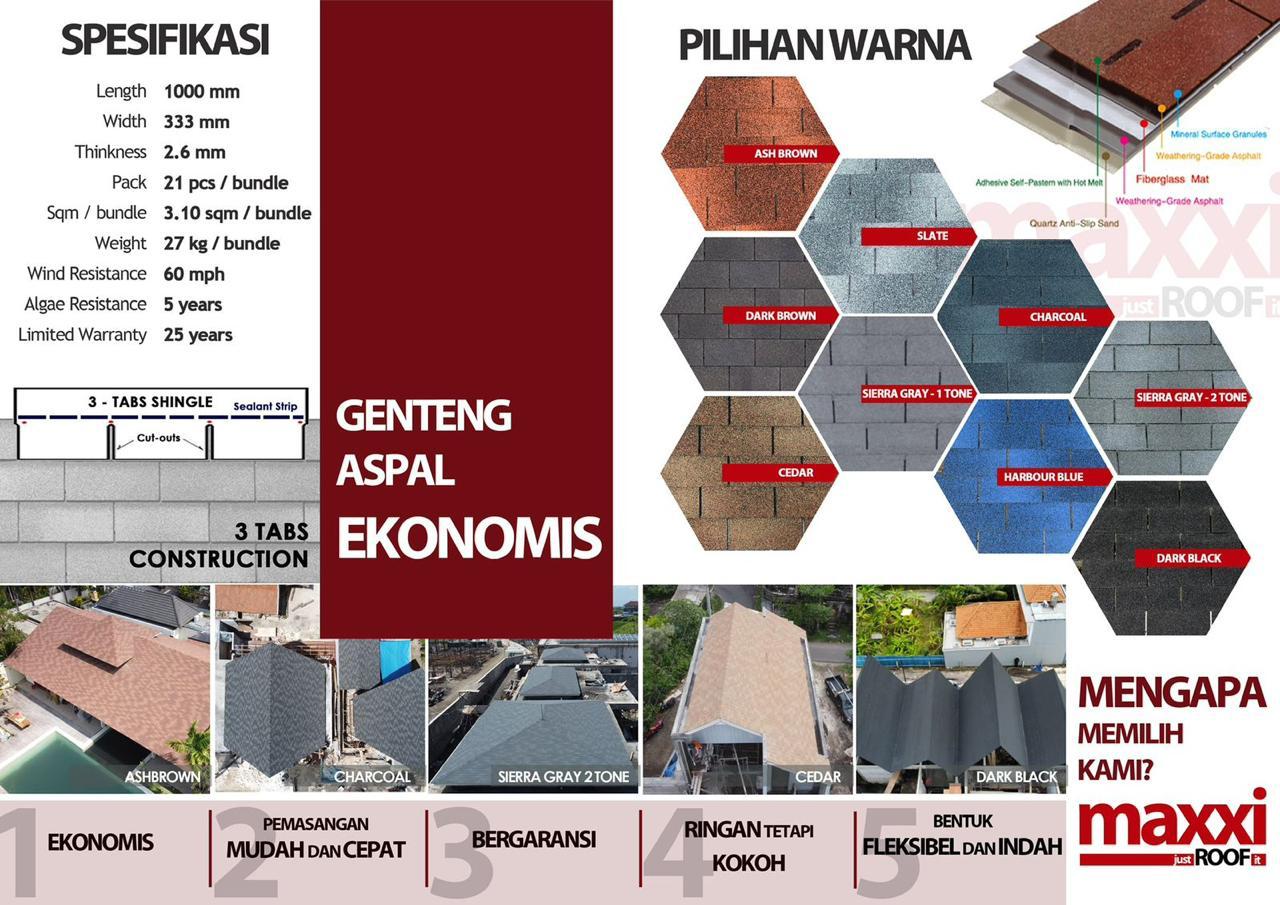 SPESIFIKASI
Length 1000 mm
Width 333 mm
Thinkness 2.6 mm
Pack 21 pcs / bundle
Sqm / bundle 3.10 sqm / bundle
Weight 27 kg / bundle
Wind Resistance 60 mph
Algae Resistance 5 years
Limited Warranty 25 years
3 - TABS SHINGLE
Sealant Strip
Cut-outs
3 TABS
CONSTRUCTION
GENTENG
ASPAL
EKONOMIS
PILIHAN WARNA
ASH BROWN
SLATE
DARK BROWN
CHARCOAL
SIERRA GRAY - 1 TONE
SIERRA GRAY - 2 TONE
CEDAR
HARBOUR BLUE
DARK BLACK
Mineral Surface Granules
Weathering-Grade Asphalt
Fiberglass Mat
Adhesive Self-Pastern with Hot Melt
Weathering-Grade Asphalt
Quartz Anti-Slip Sand
maxxi
just ROOF it
ASHBROWN
CHARCOAL
SIERRA GRAY 2 TONE
CEDAR
DARK BLACK
1
EKONOMIS
2
PEMASANGAN
MUDAH DAN CEPAT
3
BERGARANSI
4
RINGAN TETAPI
KOKOH
5
BENTUK
FLEKSIBEL DAN INDAH
MENGAPA
MEMILIH
KAMI?
maxxi
just ROOF it